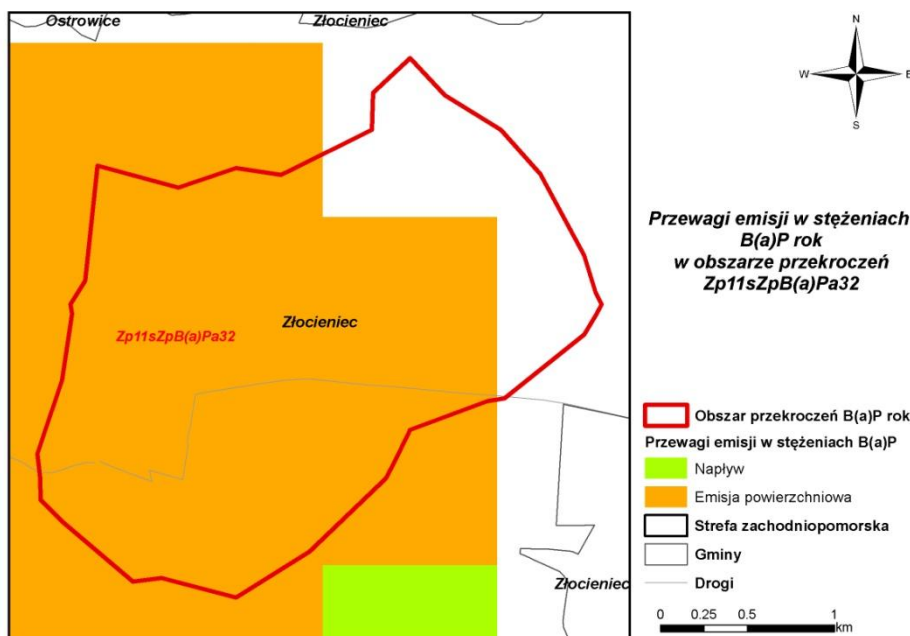 Ostrowice
Złocieniec
Złocieniec
Zp11sZpB(a)Pa32
Złocieniec
N
W
E
S
Przewagi emisji w stężeniach
B(a)P rok
w obszarze przekroczeń
Zp11sZpB(a)Pa32
Obszar przekroczeń B(a)P rok
Przewagi emisji w stężeniach B(a)P
Napływ
Emisja powierzchniowa
Strefa zachodniopomorska
Gminy
Drogi
0 0.25 0.5 1
km